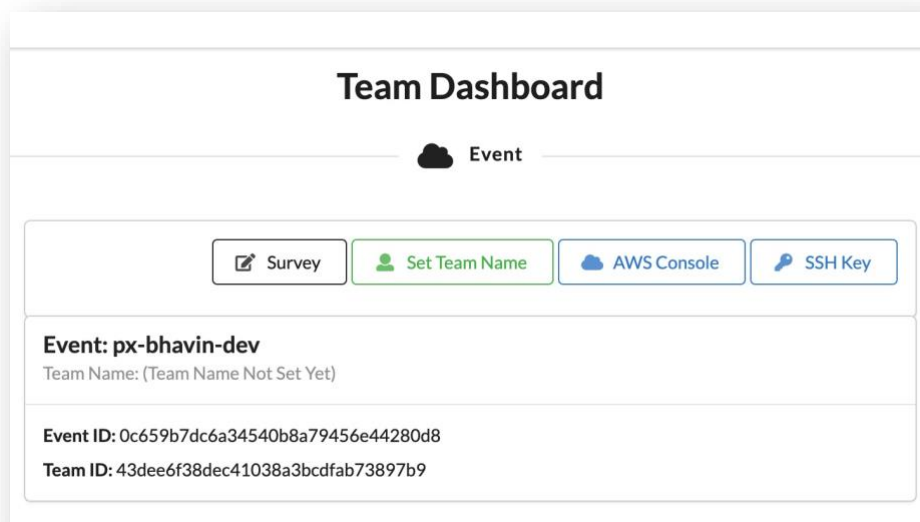 Team Dashboard
Event
Survey Set Team Name AWS Console SSH Key
Event: px-bhavin-dev
Team Name: (Team Name Not Set Yet)
Event ID: 0c659b7dc6a34540b8a79456e44280d8
Team ID: 43dee6f38dec41038a3bcdfab73897b9